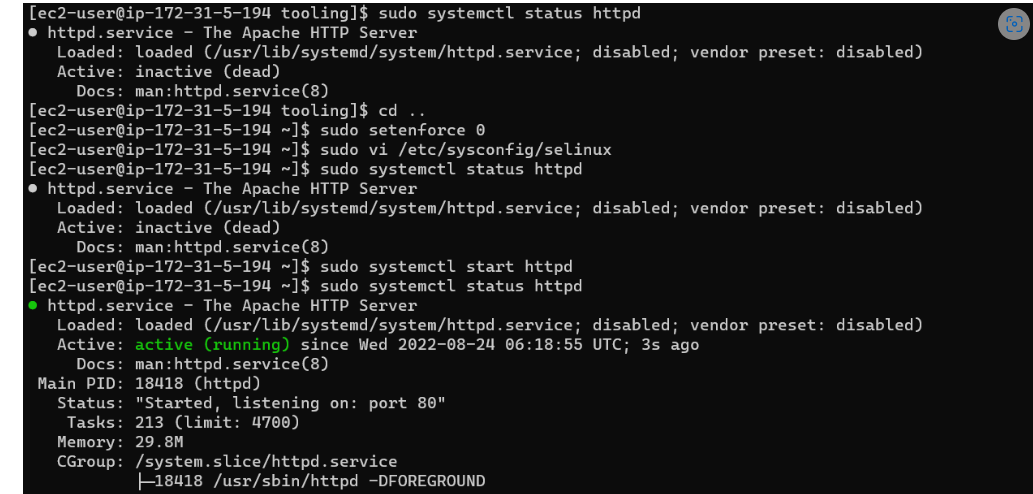 [ec2-user@ip-172-31-5-194 tooling]$ sudo systemctl status httpd
● httpd.service - The Apache HTTP Server
   Loaded: loaded (/usr/lib/systemd/system/httpd.service; disabled; vendor preset: disabled)
   Active: inactive (dead)
     Docs: man:httpd.service(8)
[ec2-user@ip-172-31-5-194 tooling]$ cd ..
[ec2-user@ip-172-31-5-194 ~]$ sudo setenforce 0
[ec2-user@ip-172-31-5-194 ~]$ sudo vi /etc/sysconfig/selinux
[ec2-user@ip-172-31-5-194 ~]$ sudo systemctl status httpd
● httpd.service - The Apache HTTP Server
   Loaded: loaded (/usr/lib/systemd/system/httpd.service; disabled; vendor preset: disabled)
   Active: inactive (dead)
     Docs: man:httpd.service(8)
[ec2-user@ip-172-31-5-194 ~]$ sudo systemctl start httpd
[ec2-user@ip-172-31-5-194 ~]$ sudo systemctl status httpd
● httpd.service - The Apache HTTP Server
   Loaded: loaded (/usr/lib/systemd/system/httpd.service; disabled; vendor preset: disabled)
   Active: active (running) since Wed 2022-08-24 06:18:55 UTC; 3s ago
     Docs: man:httpd.service(8)
 Main PID: 18418 (httpd)
   Status: "Started, listening on: port 80"
    Tasks: 213 (limit: 4700)
   Memory: 29.8M
   CGroup: /system.slice/httpd.service
           ├─18418 /usr/sbin/httpd -DFOREGROUND